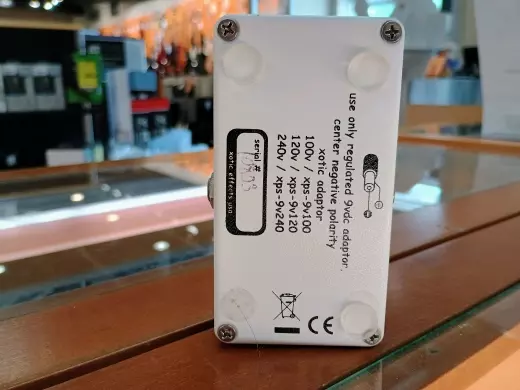 use only regulated 9vdc adaptor.
center negative polarity
xotic adaptor
100v / xps-9v100
120v / xps-9v120
240v / xps-9v240
serial#
xotic effects usa
CE